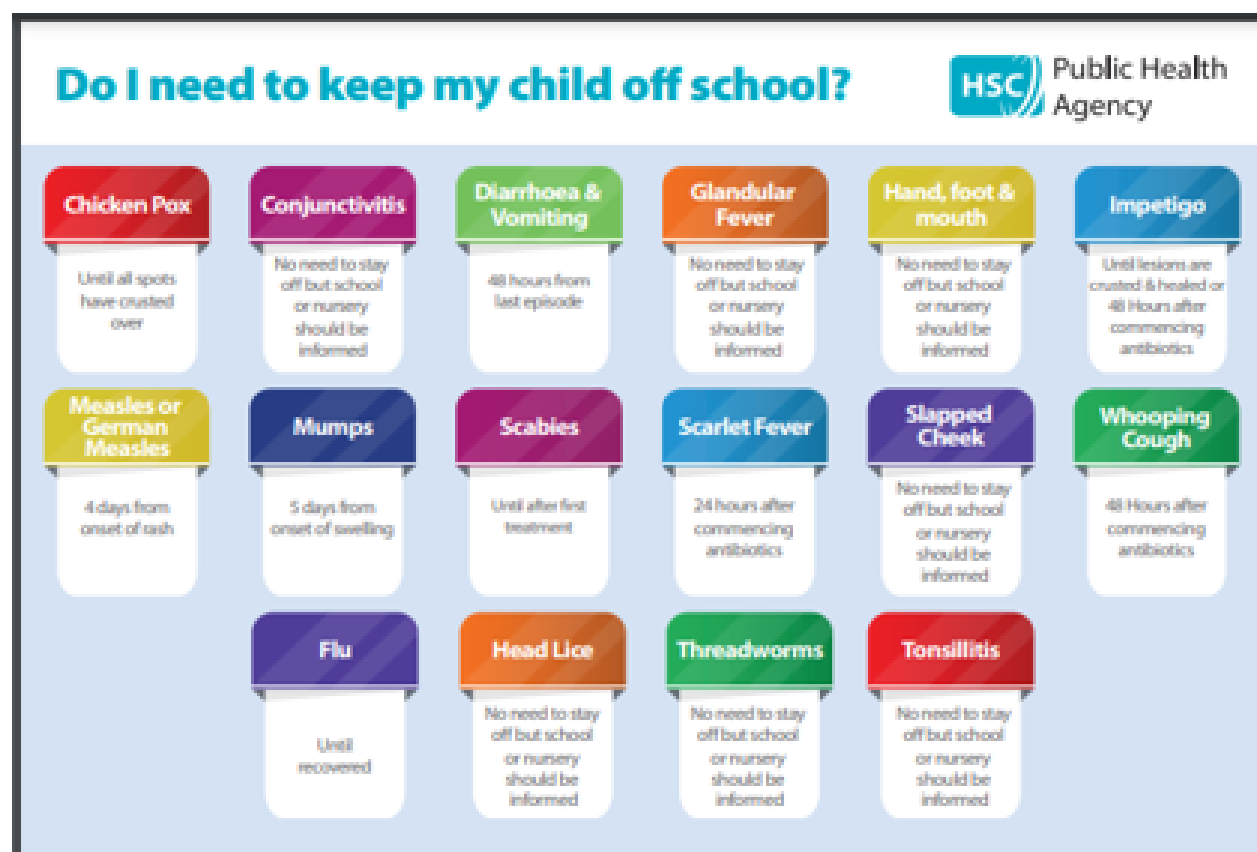 Do I need to keep my child off school?
HSC
Public Health
Agency
Chicken Pox
Until all spots
have crusted
over
Conjunctivitis
No need to stay
off but school
or nursery
should be
informed
Diarrhoea &
Vomiting
48 hours from
last episode
Glandular
Fever
No need to stay
off but school
or nursery
should be
informed
Hand, foot &
mouth
No need to stay
off but school
or nursery
should be
informed
Impetigo
Until lesions are
crusted & healed or
48 Hours after
commencing
antibiotics
Measles or
German
Measles
4 days from
onset of rash
Mumps
5 days from
onset of swelling
Scabies
Until after first
treatment
Scarlet Fever
24 hours after
commencing
antibiotics
Slapped
Cheek
No need to stay
off but school
or nursery
should be
informed
Whooping
Cough
48 Hours after
commencing
antibiotics
Flu
Until
recovered
Head Lice
No need to stay
off but school
or nursery
should be
informed
Threadworms
No need to stay
off but school
or nursery
should be
informed
Tonsillitis
No need to stay
off but school
or nursery
should be
informed